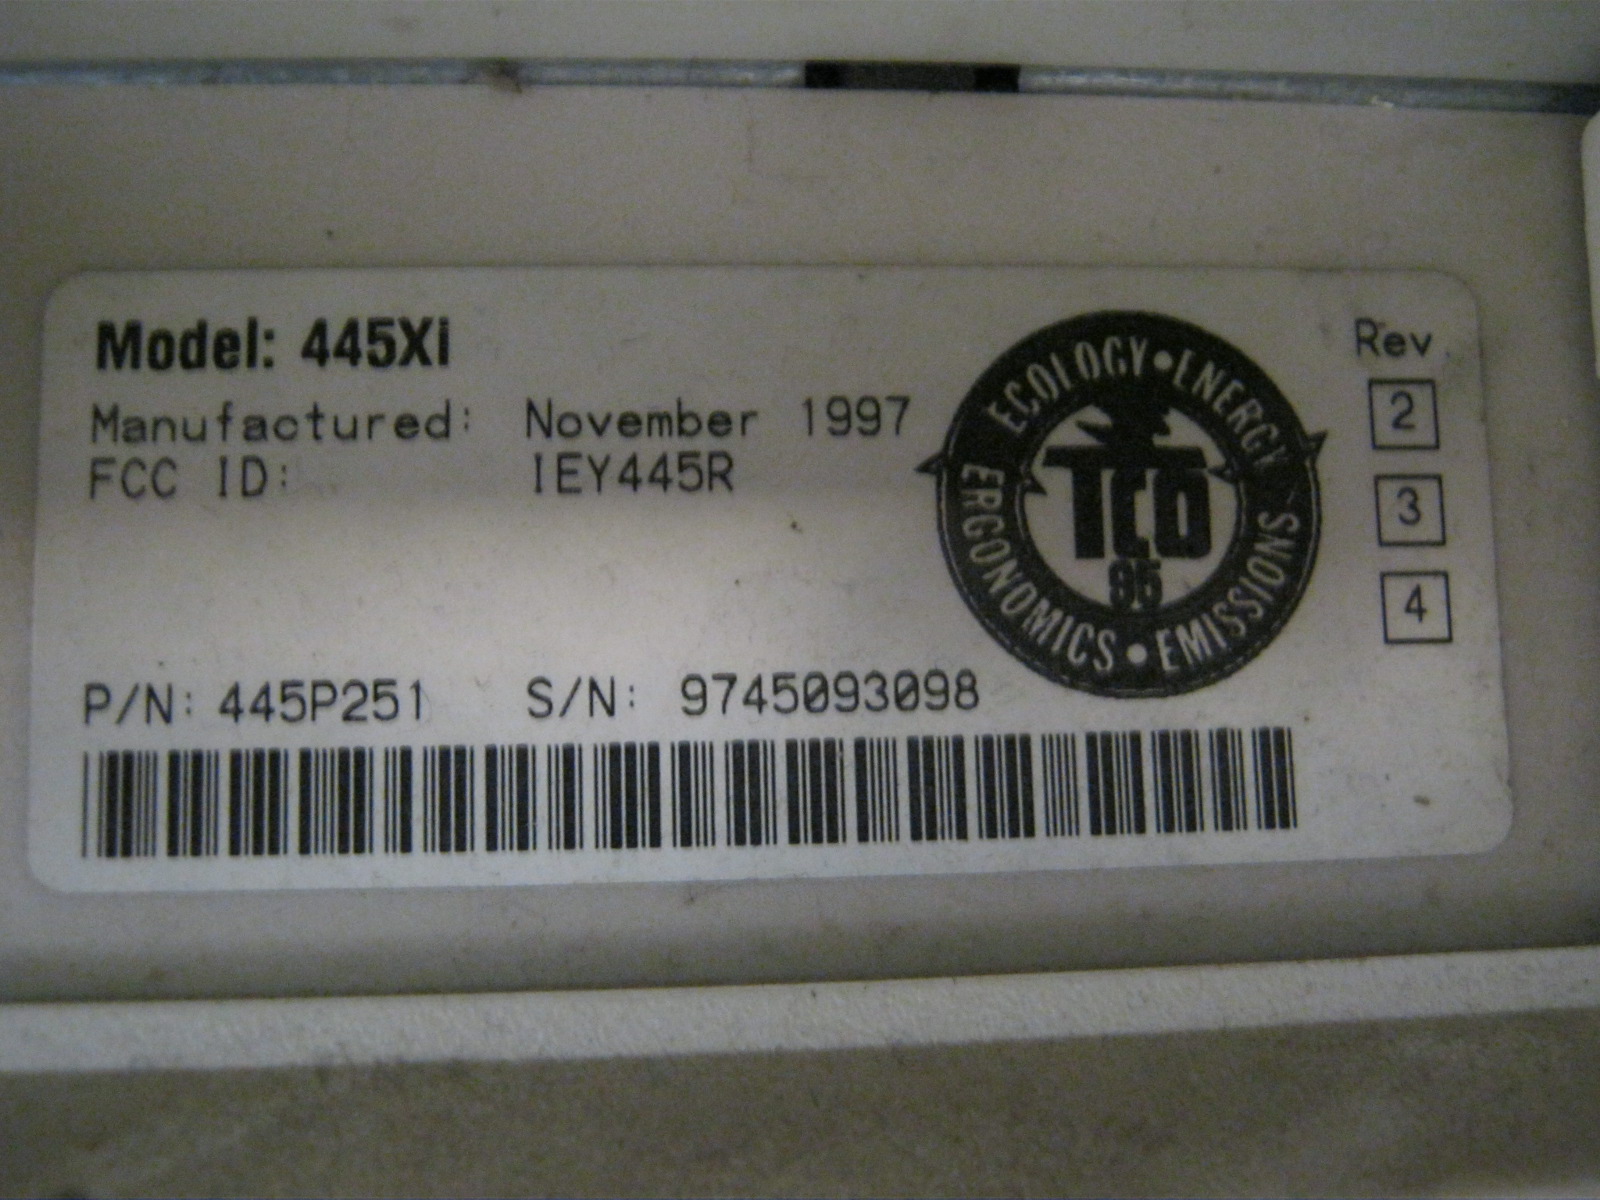 Model: 445Xi
Manufactured: November 1997
FCC ID: IEY445R
P/N: 445P251 S/N: 9745093098
ECOLOGY • ENERGY
ERGONOMICS • EMISSIONS
TCO
95
Rev.
2
3
4